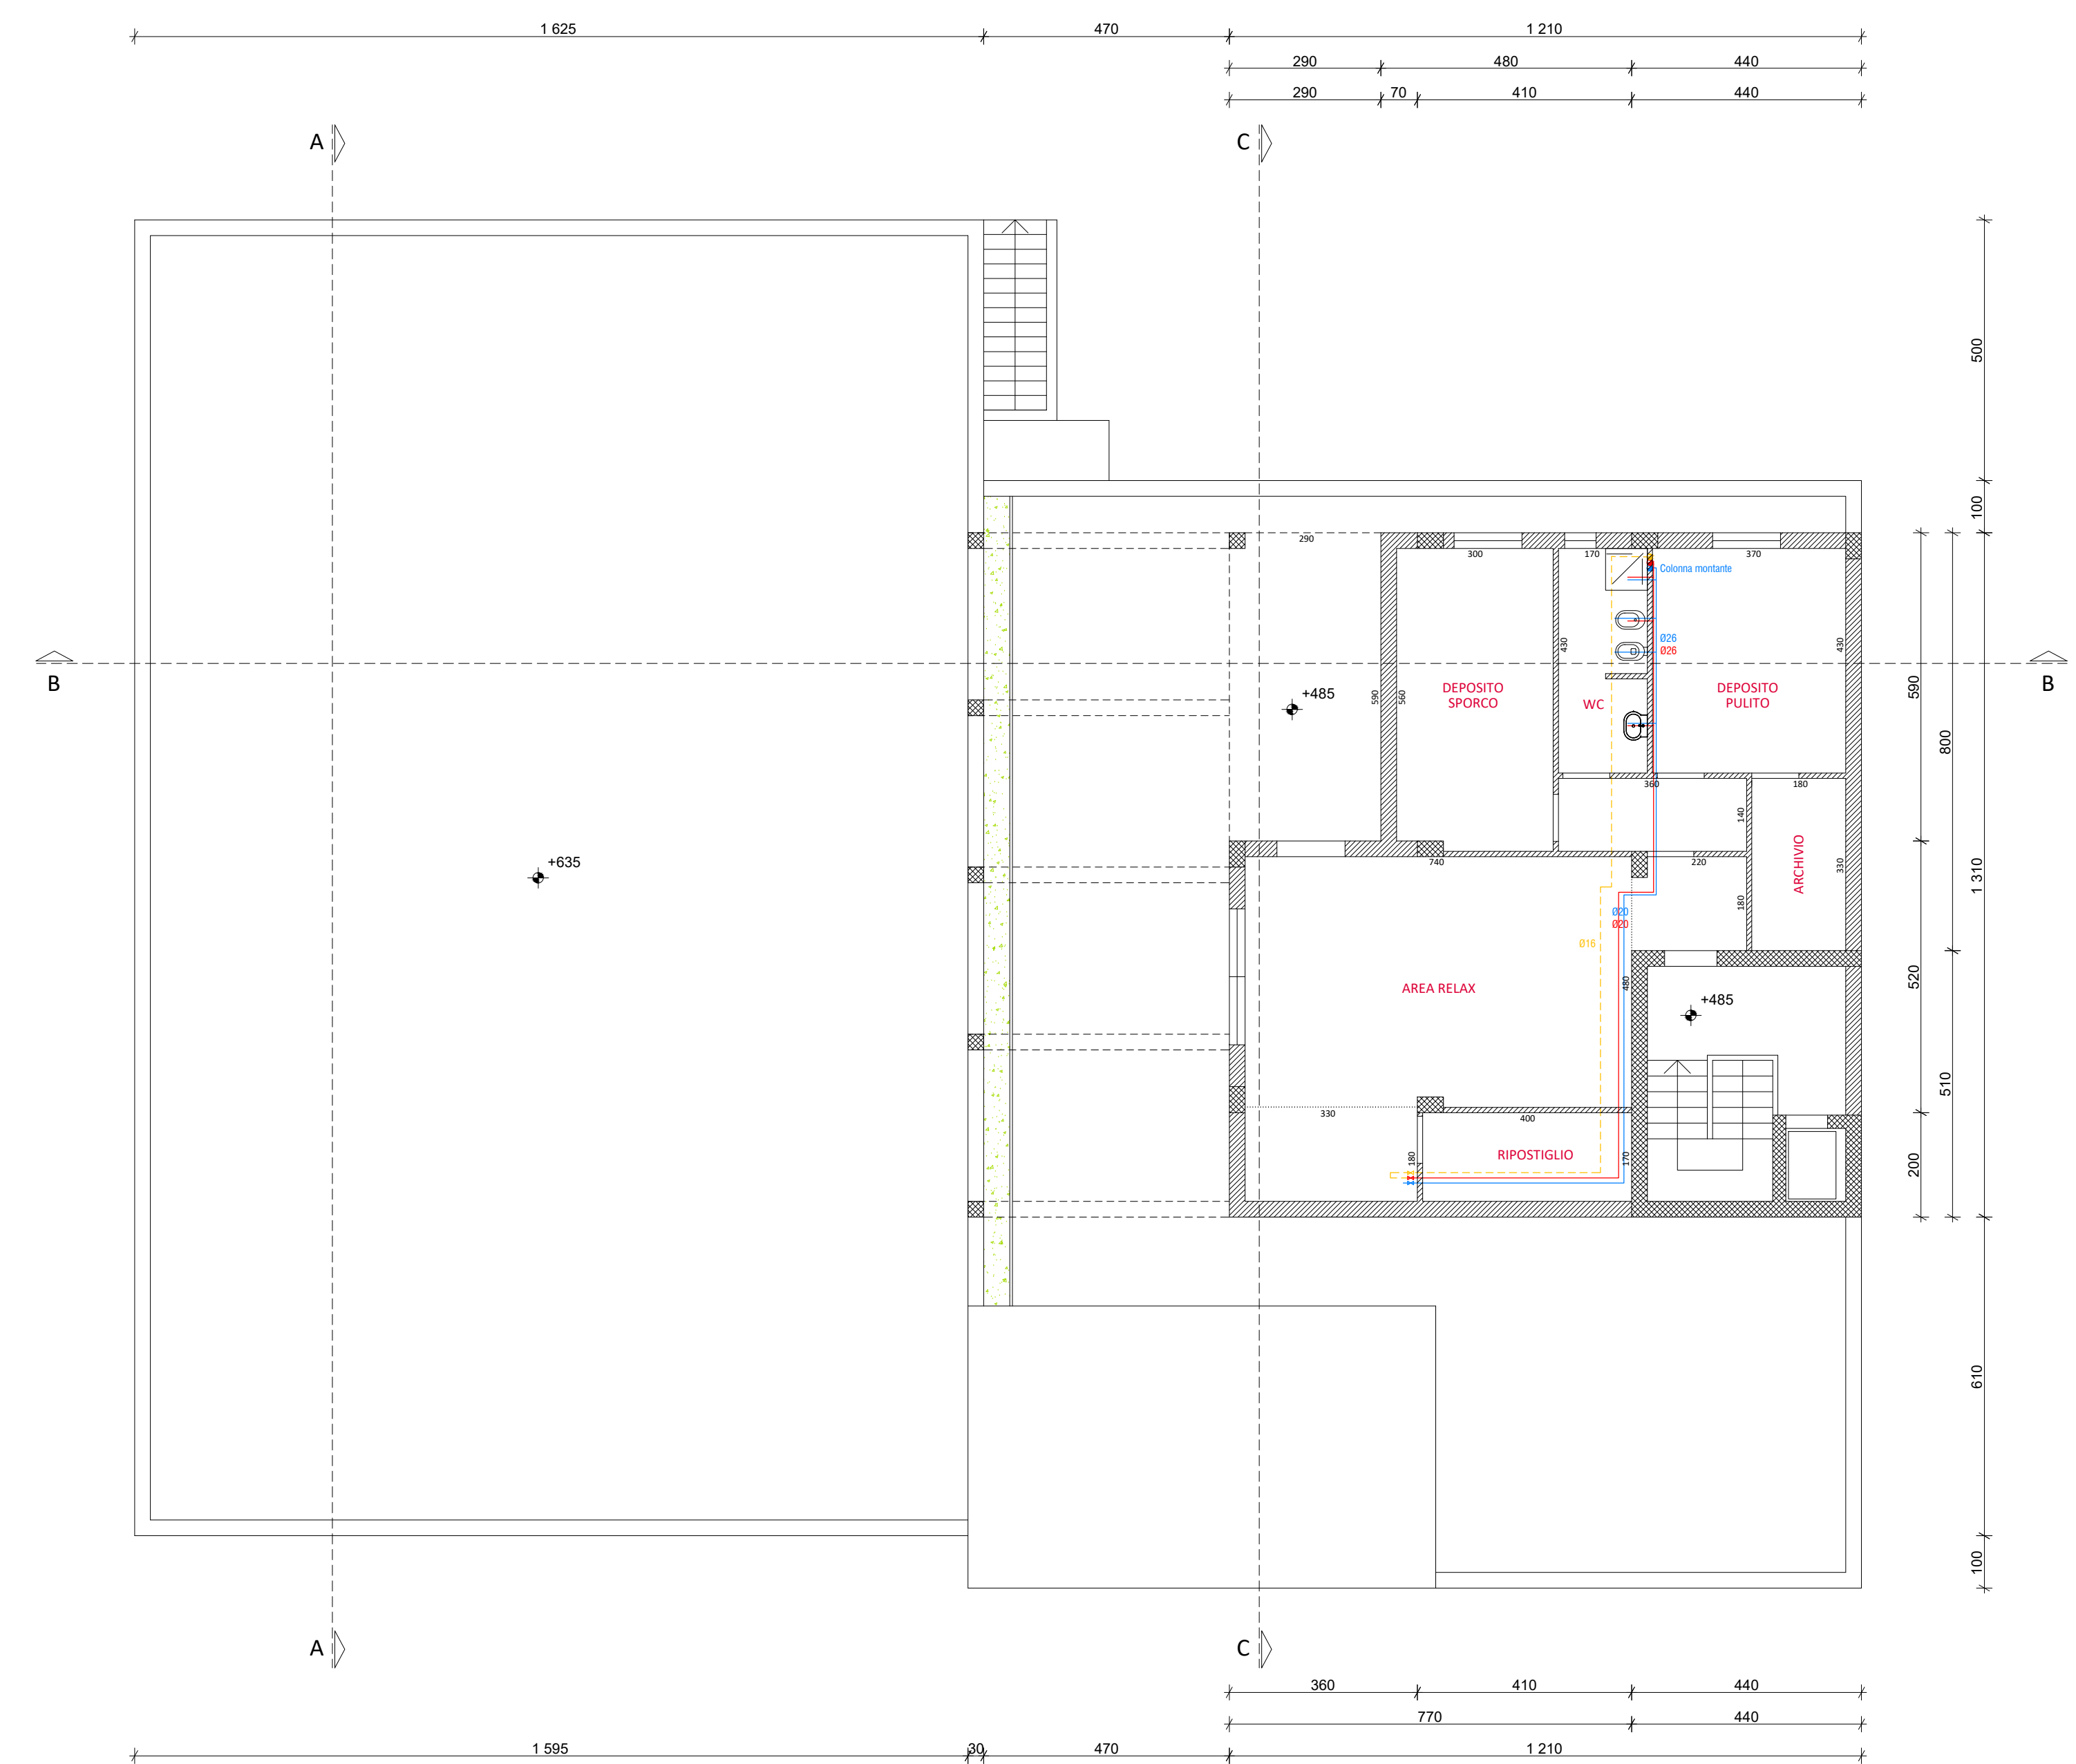 1 625
470
1 210
290
480
440
290
70
410
440
A
C
500
100
290
300
170
370
Colonna montante
430
Ø26
Ø26
430
B
B
590
560
+485
DEPOSITO
SPORCO
WC
DEPOSITO
PULITO
590
800
360
180
140
740
220
ARCHIVIO
330
+635
180
1 310
Ø20
Ø20
Ø16
480
AREA RELAX
+485
520
510
330
400
180
RIPOSTIGLIO
170
200
610
100
A
C
360
410
440
770
440
1 595
30
470
1 210